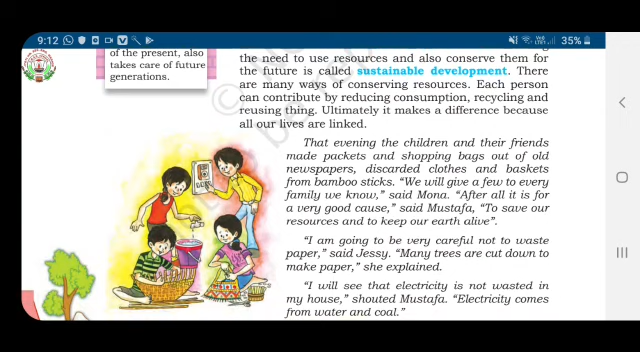 9:12
35%
of the present, also
takes care of future
generations.
the need to use resources and also conserve them for
the future is called sustainable development. There
are many ways of conserving resources. Each person
can contribute by reducing consumption, recycling and
reusing thing. Ultimately it makes a difference because
all our lives are linked.
That evening the children and their friends
made packets and shopping bags out of old
newspapers, discarded clothes and baskets
from bamboo sticks. “We will give a few to every
family we know,” said Mona. “After all it is for
a very good cause,” said Mustafa, “To save our
resources and to keep our earth alive”.
“I am going to be very careful not to waste
paper,” said Jessy. “Many trees are cut down to
make paper,” she explained.
“I will see that electricity is not wasted in
my house,” shouted Mustafa. “Electricity comes
from water and coal.”